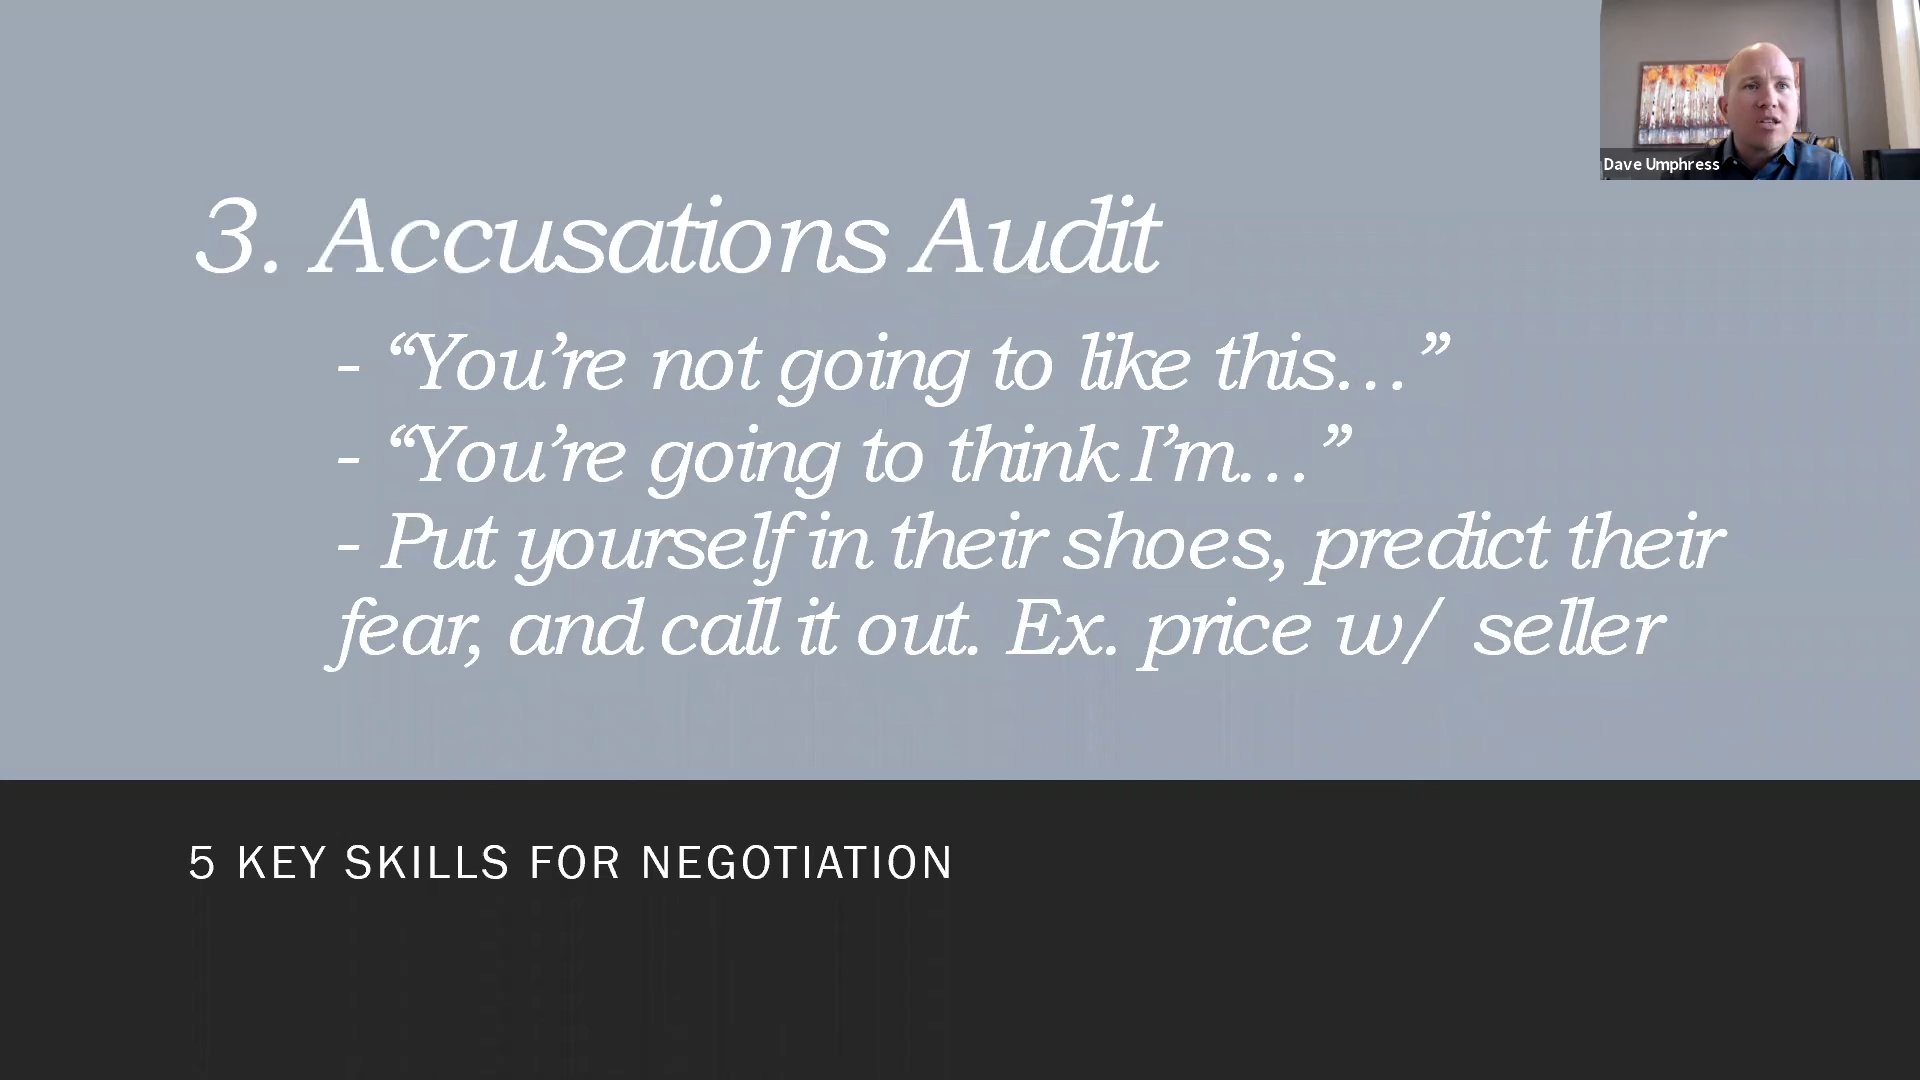 Dave Umphress
3. Accusations Audit
- “You’re not going to like this…”
- “You’re going to think I’m…”
- Put yourself in their shoes, predict their
fear, and call it out. Ex. price w/ seller
5 KEY SKILLS FOR NEGOTIATION